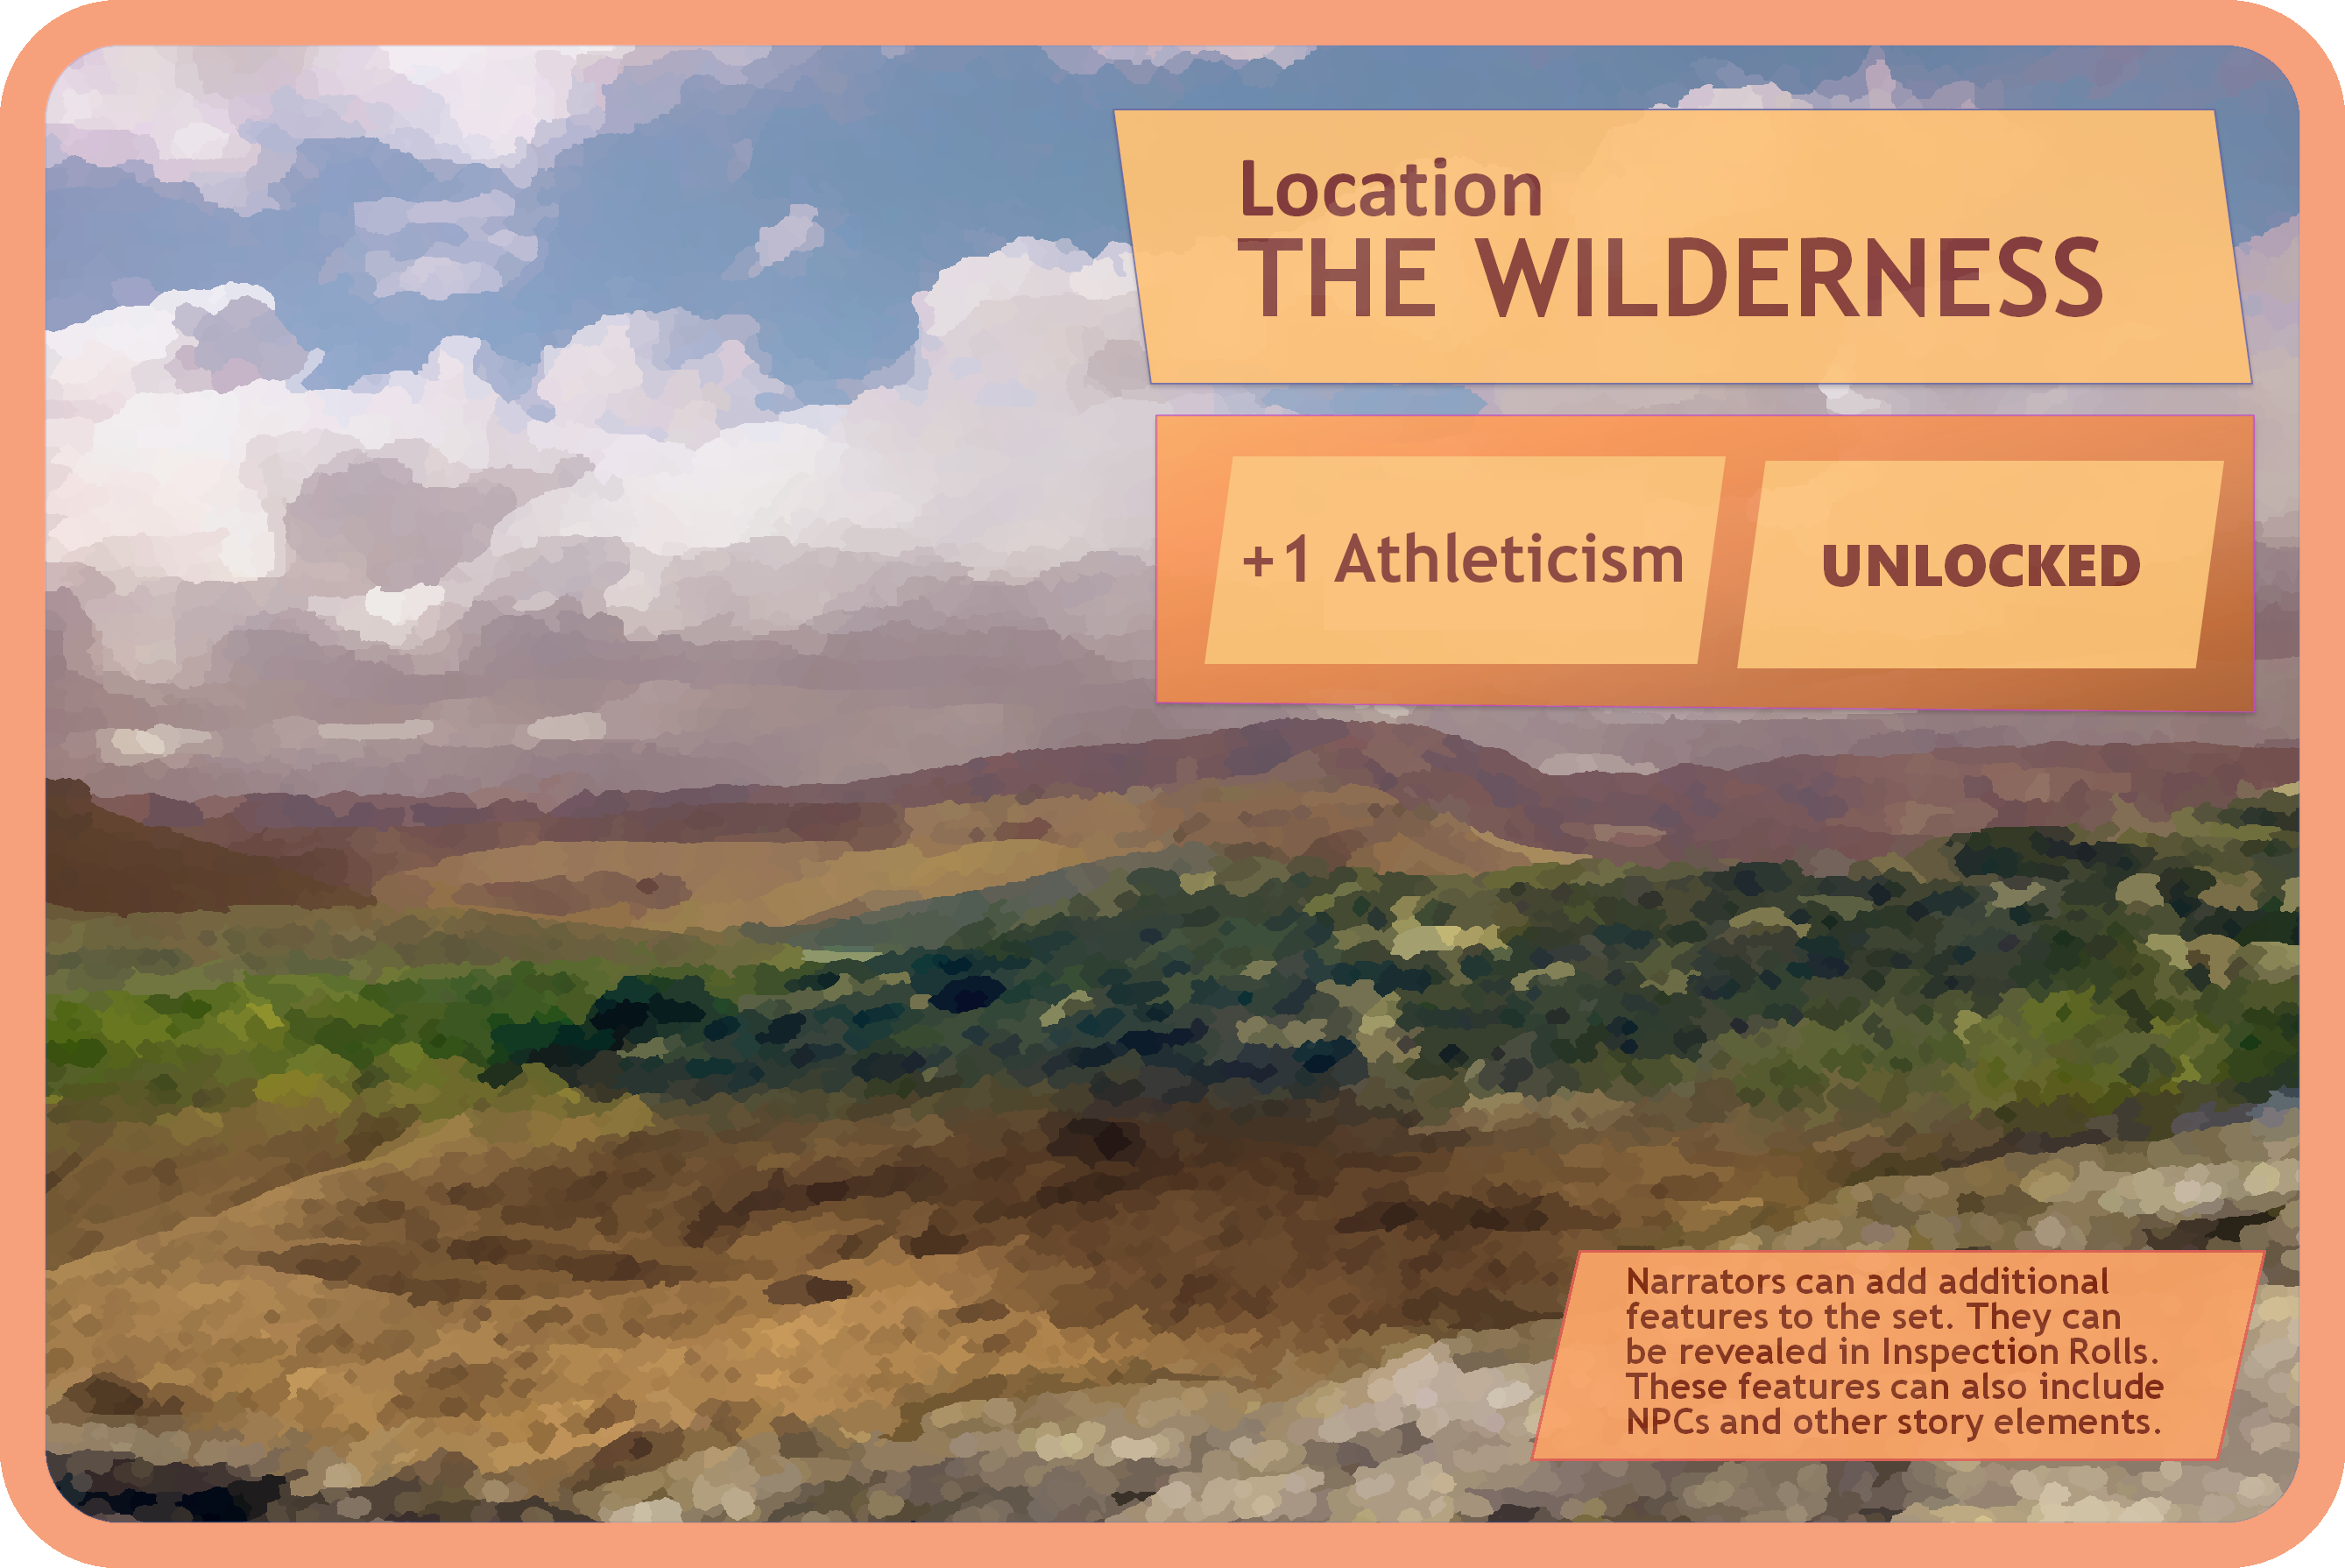 Location
THE WILDERNESS
+1 Athleticism
UNLOCKED
Narrators can add additional
features to the set. They can
be revealed in Inspection Rolls.
These features can also include
NPCs and other story elements.